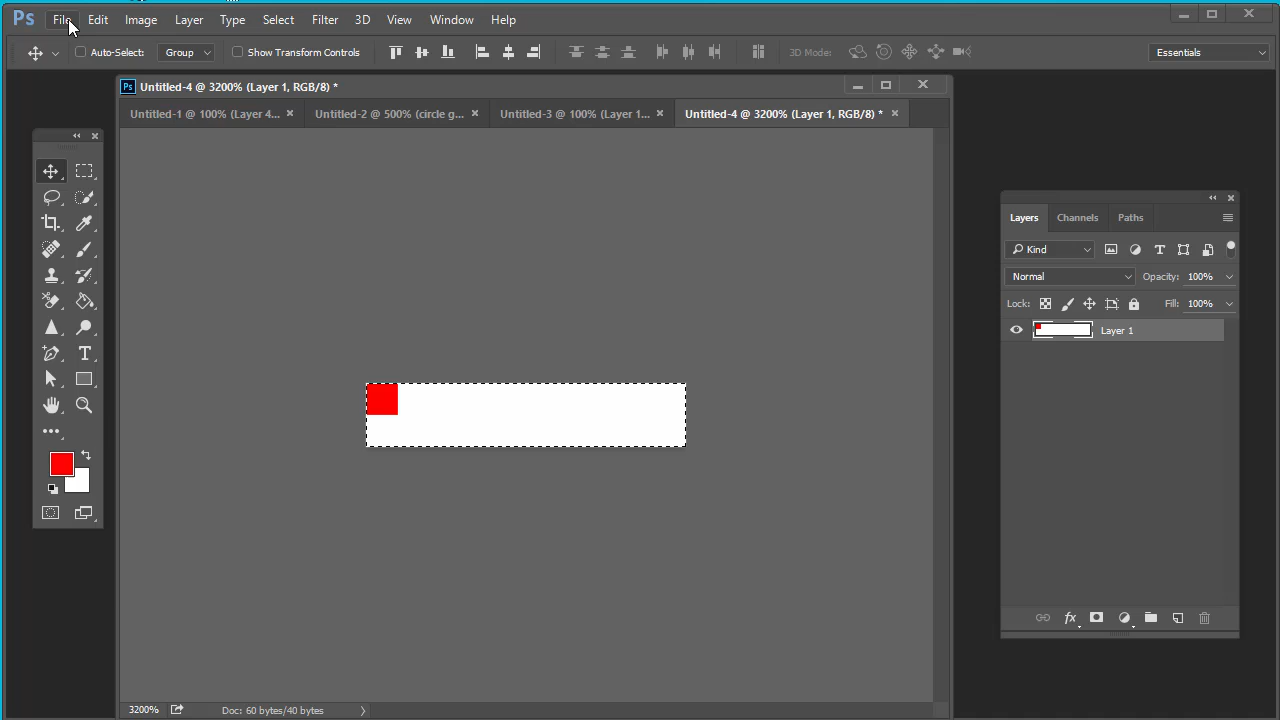 Ps File Edit Image Layer Type Select Filter 3D View Window Help
Auto-Select: Group Show Transform Controls 3D Mode: Essentials
Ps Untitled-4 @ 3200% (Layer 1, RGB/8) *
Untitled-1 @ 100% (Layer 4... Untitled-2 @ 500% (circle g... Untitled-3 @ 100% (Layer 1... Untitled-4 @ 3200% (Layer 1, RGB/8) *
Layers Channels Paths
Kind
Normal Opacity: 100%
Lock: Fill: 100%
Layer 1
fx
3200% Doc: 60 bytes/40 bytes